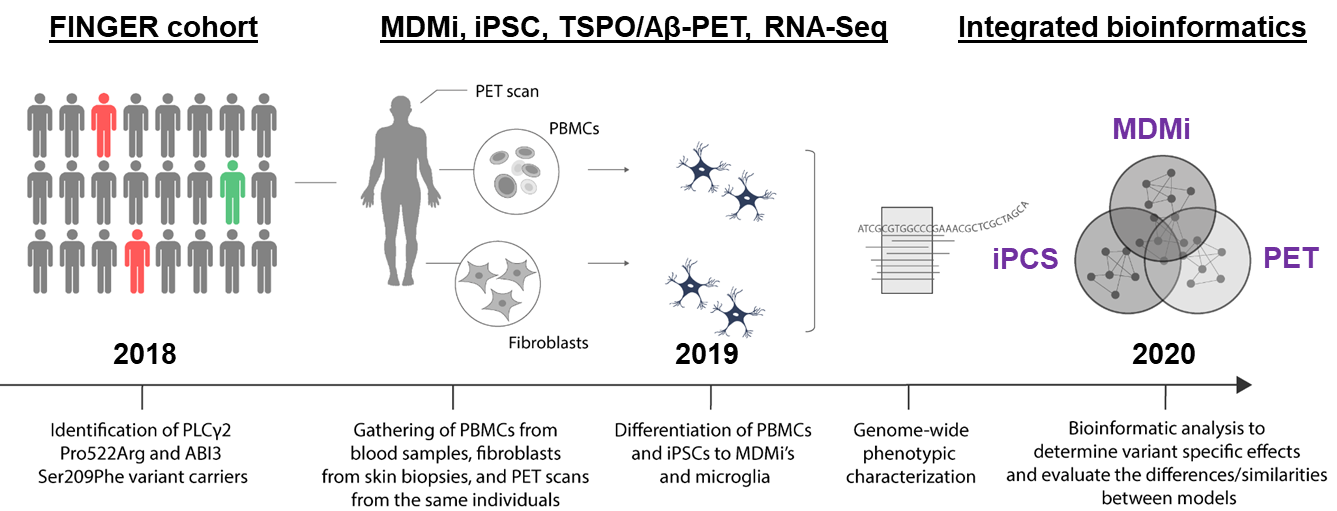 FINGER cohort
MDMi, iPSC, TSPO/Aβ-PET, RNA-Seq
Integrated bioinformatics
PET scan
PBMCs
Fibroblasts
ATCGCGTGGCCCGAAACGCTCGCTAGCA
MDMi
iPCS
PET
2018
2019
2020
Identification of PLCγ2
Pro522Arg and ABI3
Ser209Phe variant carriers
Gathering of PBMCs from
blood samples, fibroblasts
from skin biopsies, and PET scans
from the same individuals
Differentiation of PBMCs
and iPSCs to MDMi's
and microglia
Genome-wide
phenotypic
characterization
Bioinformatic analysis to
determine variant specific effects
and evaluate the differences/similarities
between models